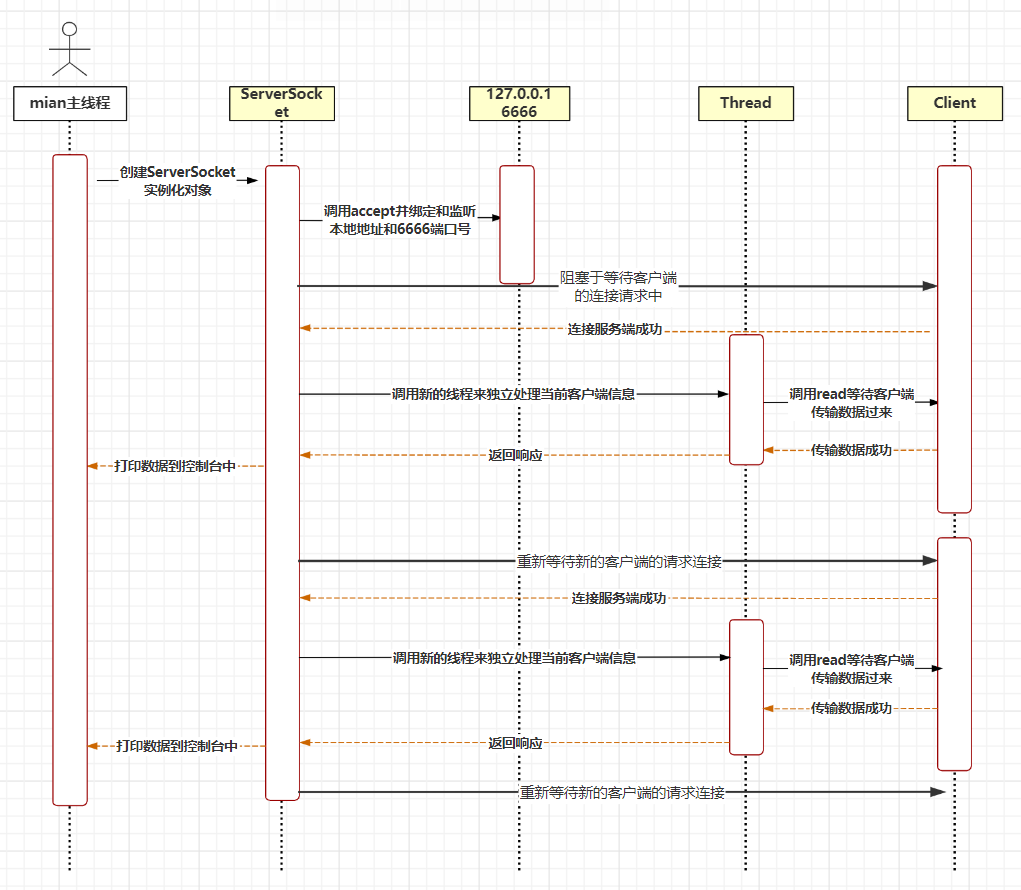 mian主线程
ServerSock
et
127.0.0.1
6666
Thread
Client
创建ServerSocket
实例化对象
调用accept并绑定和监听
本地地址和6666端口号
阻塞于等待客户端
的连接请求中
连接服务端成功
调用新的线程来独立处理当前客户端信息
调用read等待客户端
传输数据过来
传输数据成功
返回响应
打印数据到控制台中
重新等待新的客户端的请求连接
连接服务端成功
调用新的线程来独立处理当前客户端信息
调用read等待客户端
传输数据过来
传输数据成功
返回响应
打印数据到控制台中
重新等待新的客户端的请求连接